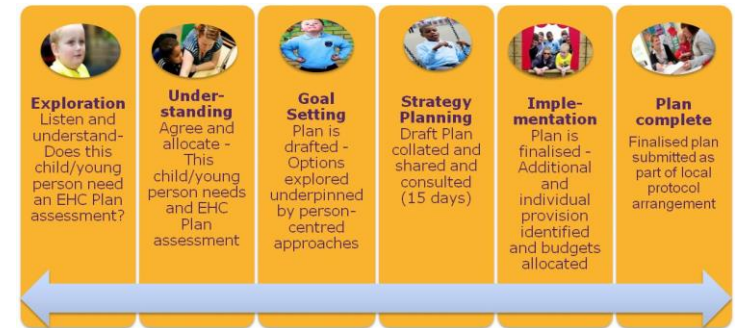 Exploration
Listen and
understand-
Does this
child/young
person need
an EHC Plan
assessment?
Under-
standing
Agree and
allocate -
This
child/young
person needs
and EHC
Plan
assessment
Goal
Setting
Plan is
drafted -
Options
explored
underpinned
by person-
centred
approaches
Strategy
Planning
Draft Plan
collated and
shared and
consulted
(15 days)
Imple-
mentation
Plan is
finalised -
Additional
and
individual
provision
identified
and budgets
allocated
Plan
complete
Finalised plan
submitted as
part of local
protocol
arrangement